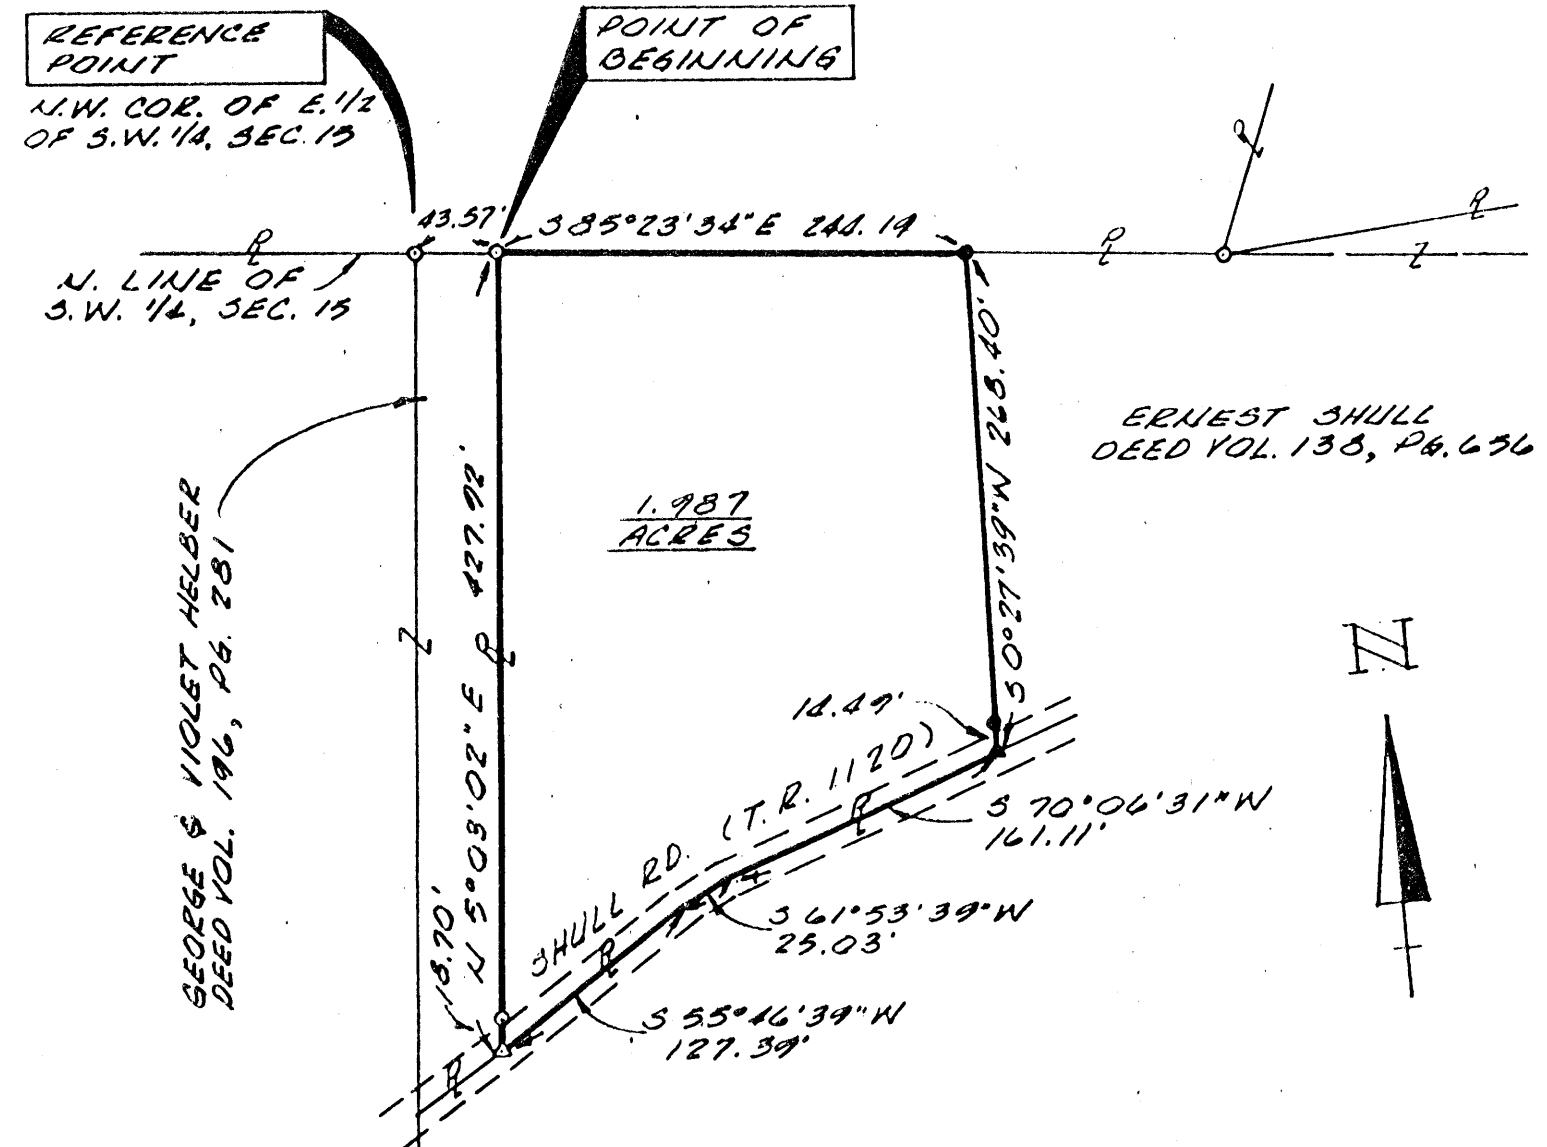 REFERENCE
POINT
N.W. COR. OF E. 1/2
OF S.W. 1/4, SEC. 15
POINT OF
BEGINNING
43.57'
S 85°23'34" E 244.19
N. LINE OF
S.W. 1/4, SEC. 15
S 0°27'39" W 268.40'
ERNEST SHULL
DEED VOL. 138, PG. 656
1.987
ACRES
GEORGE & VIOLET HELBER
DEED VOL. 196, PG. 281
N 5°03'02" E 427.92'
N
14.49'
SHULL RD. (T.R. 1120)
S 70°06'31" W
161.11'
S 61°53'39" W
25.03'
18.70'
S 55°46'39" W
127.39'